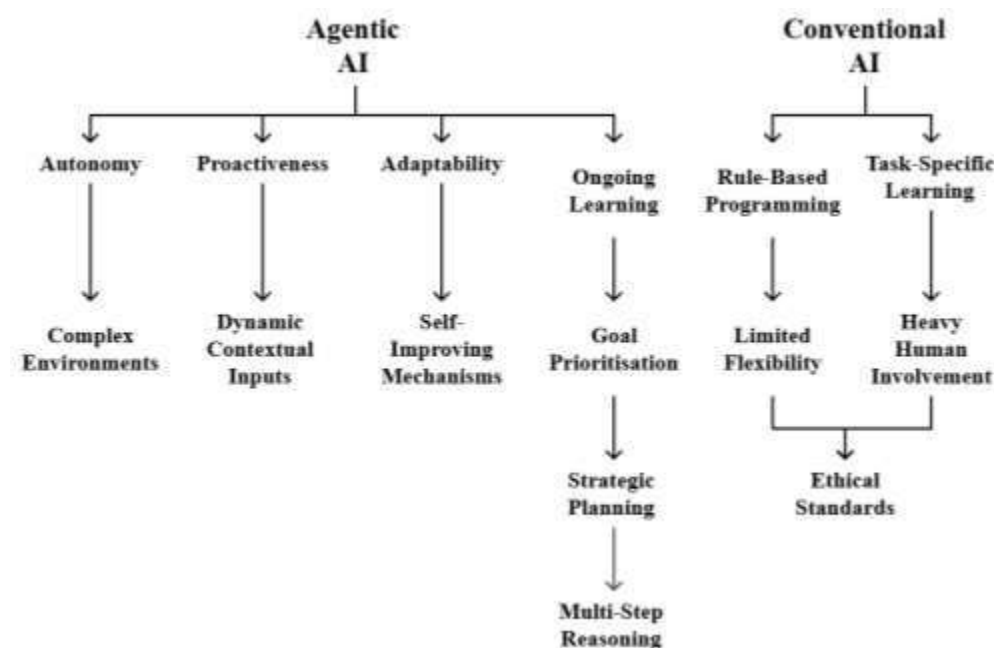 Agentic
AI
Conventional
AI
Autonomy
Proactiveness
Adaptability
Ongoing
Learning
Rule-Based
Programming
Task-Specific
Learning
Complex
Environments
Dynamic
Contextual
Inputs
Self-
Improving
Mechanisms
Goal
Prioritisation
Limited
Flexibility
Heavy
Human
Involvement
Strategic
Planning
Ethical
Standards
Multi-Step
Reasoning